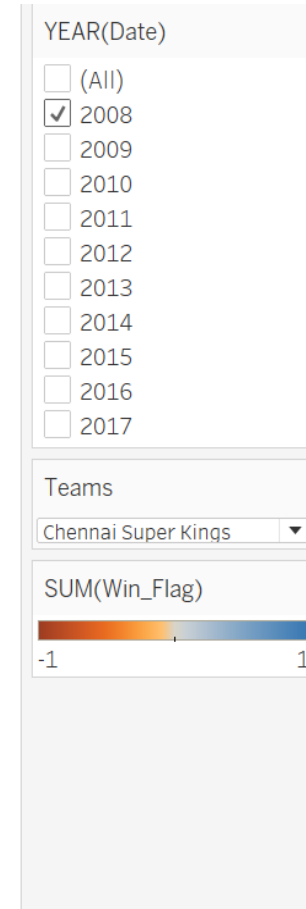 YEAR(Date)
(All)
2008
2009
2010
2011
2012
2013
2014
2015
2016
2017
Teams
Chennai Super Kings
SUM(Win_Flag)
-1 1